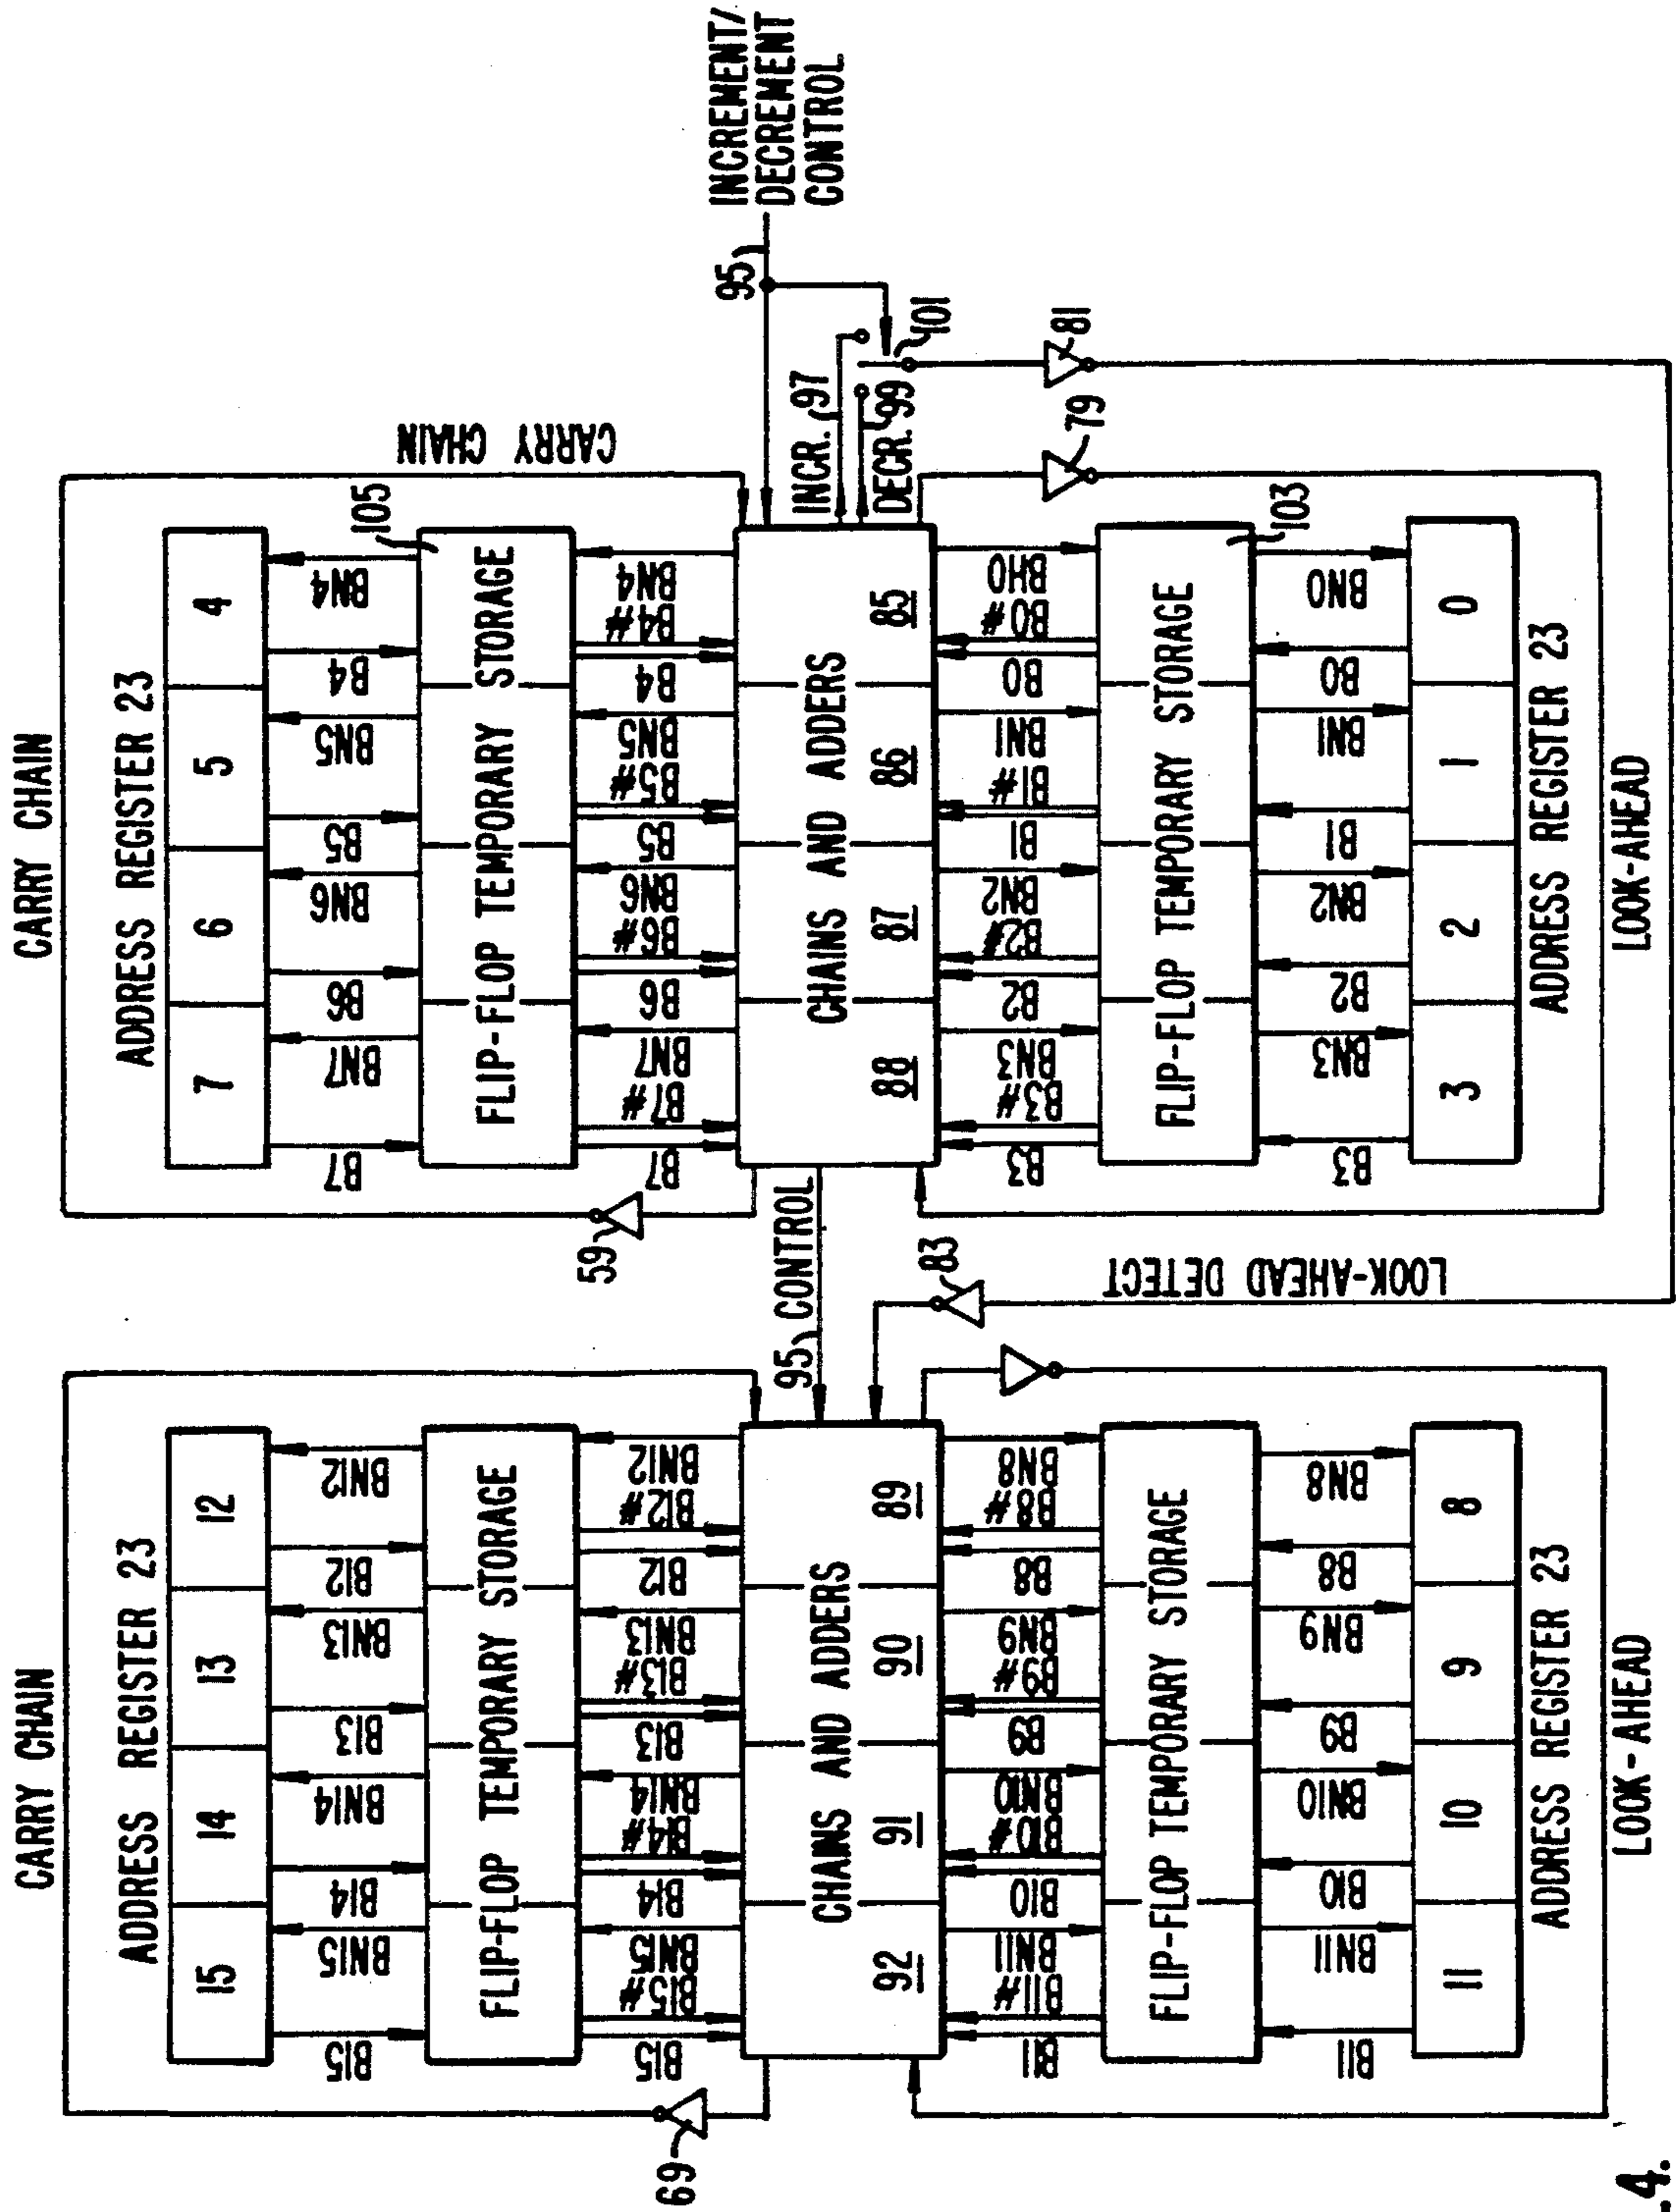 CARRY CHAIN
CARRY CHAIN
ADDRESS REGISTER 23
ADDRESS REGISTER 23
15 14 13 12
7 6 5 4
B15 BN15 B14 BN14 B13 BN13 B12 BN12
B7 BN7 B6 BN6 B5 BN5 B4 BN4
105
FLIP-FLOP TEMPORARY STORAGE
FLIP-FLOP TEMPORARY STORAGE
CARRY CHAIN
59
69
B15 B15# BN15 B14 B14# BN14 B13 B13# BN13 B12 B12# BN12
B7 B7# BN7 B6 B6# BN6 B5 B5# BN5 B4 B4# BN4
95
INCREMENT/
DECREMENT
CONTROL
95 CONTROL
CHAINS AND ADDERS
CHAINS AND ADDERS
92 91 90 89
88 87 86 85
INCR. 97
DECR. 99
101
83
B11 B11# BN11 B10 B10# BN10 B9 B9# BN9 B8 B8# BN8
B3 B3# BN3 B2 B2# BN2 B1 B1# BN1 B0 B0# BH0
79
81
LOOK-AHEAD DETECT
FLIP-FLOP TEMPORARY STORAGE
FLIP-FLOP TEMPORARY STORAGE
103
B11 BN11 B10 BN10 B9 BN9 B8 BN8
B3 BN3 B2 BN2 B1 BN1 B0 BN0
11 10 9 8
3 2 1 0
ADDRESS REGISTER 23
ADDRESS REGISTER 23
LOOK-AHEAD
LOOK-AHEAD
.4.